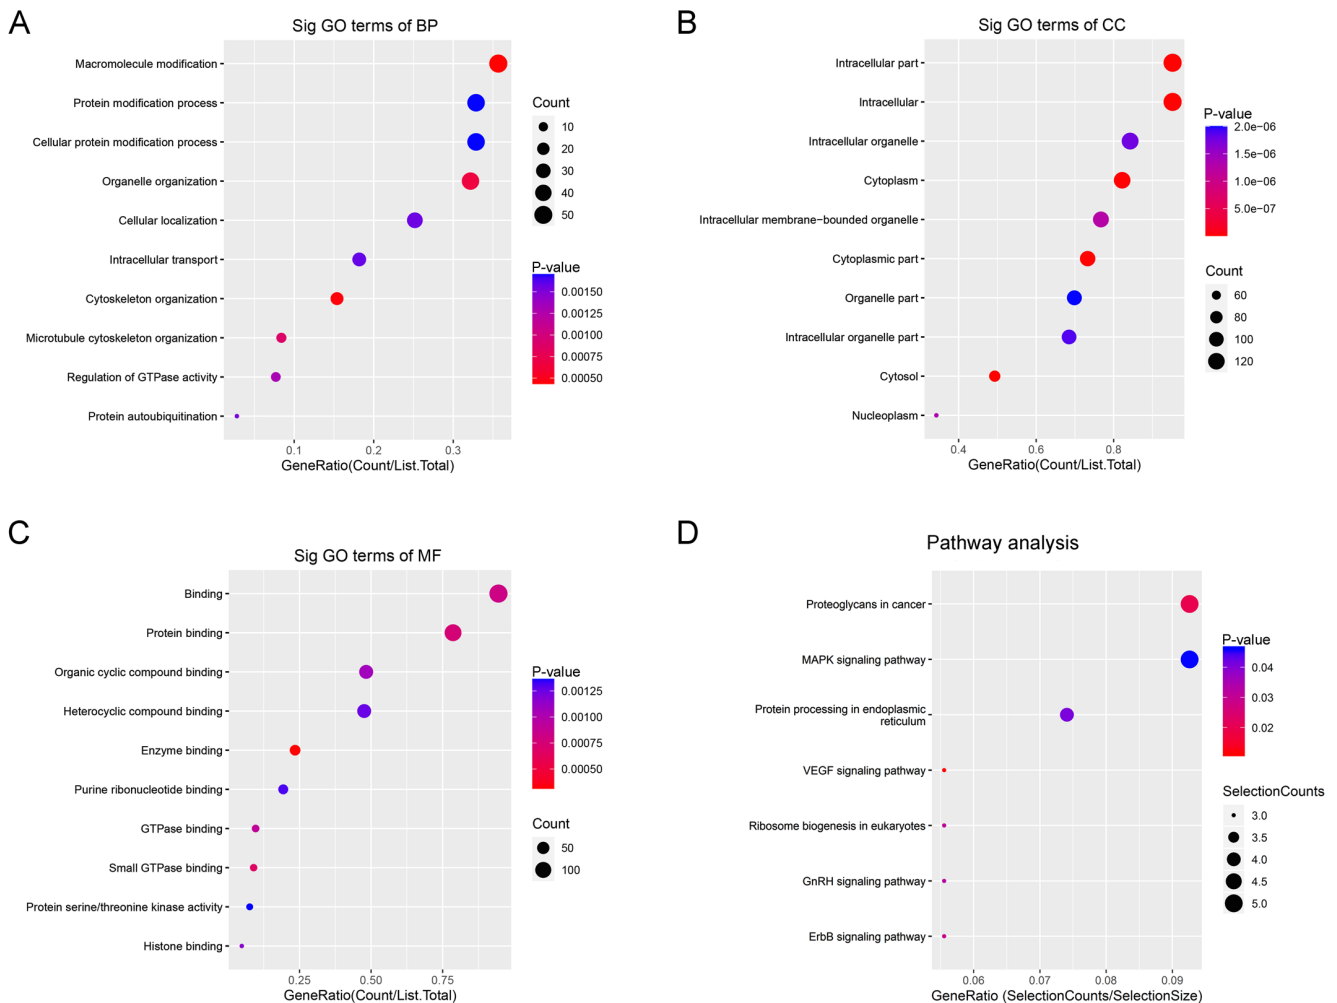 A
Sig GO terms of BP
Macromolecule modification
Protein modification process
Cellular protein modification process
Organelle organization
Cellular localization
Intracellular transport
Cytoskeleton organization
Microtubule cytoskeleton organization
Regulation of GTPase activity
Protein autoubiquitination
0.1 0.2 0.3
GeneRatio(Count/List.Total)
Count
10
20
30
40
50
P-value
0.00150
0.00125
0.00100
0.00075
0.00050
B
Sig GO terms of CC
Intracellular part
Intracellular
Intracellular organelle
Cytoplasm
Intracellular membrane−bounded organelle
Cytoplasmic part
Organelle part
Intracellular organelle part
Cytosol
Nucleoplasm
0.4 0.6 0.8
GeneRatio(Count/List.Total)
P-value
2.0e−06
1.5e−06
1.0e−06
5.0e−07
Count
60
80
100
120
C
Sig GO terms of MF
Binding
Protein binding
Organic cyclic compound binding
Heterocyclic compound binding
Enzyme binding
Purine ribonucleotide binding
GTPase binding
Small GTPase binding
Protein serine/threonine kinase activity
Histone binding
0.25 0.50 0.75
GeneRatio(Count/List.Total)
P-value
0.00125
0.00100
0.00075
0.00050
Count
50
100
D
Pathway analysis
Proteoglycans in cancer
MAPK signaling pathway
Protein processing in endoplasmic
reticulum
VEGF signaling pathway
Ribosome biogenesis in eukaryotes
GnRH signaling pathway
ErbB signaling pathway
0.06 0.07 0.08 0.09
GeneRatio (SelectionCounts/SelectionSize)
P-value
0.04
0.03
0.02
SelectionCounts
3.0
3.5
4.0
4.5
5.0